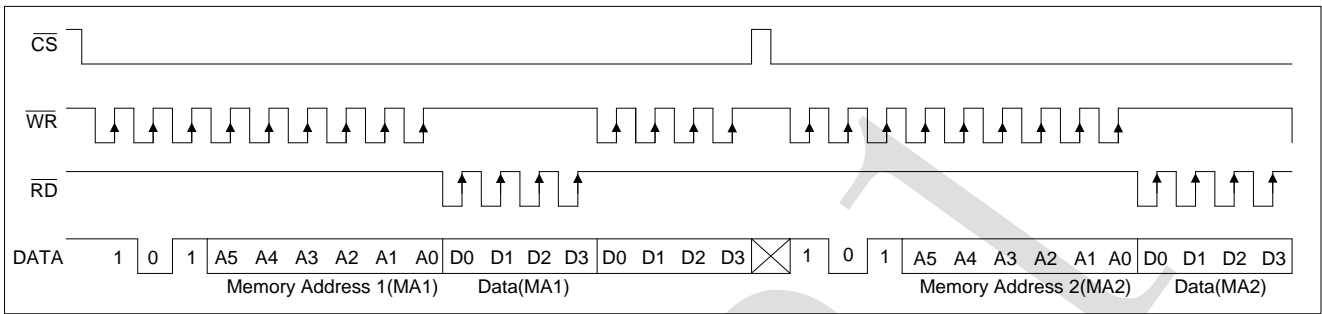 CS
WR
RD
DATA 1 0 1 A5 A4 A3 A2 A1 A0 D0 D1 D2 D3 D0 D1 D2 D3 1 0 1 A5 A4 A3 A2 A1 A0 D0 D1 D2 D3
Memory Address 1(MA1) Data(MA1) Memory Address 2(MA2) Data(MA2)